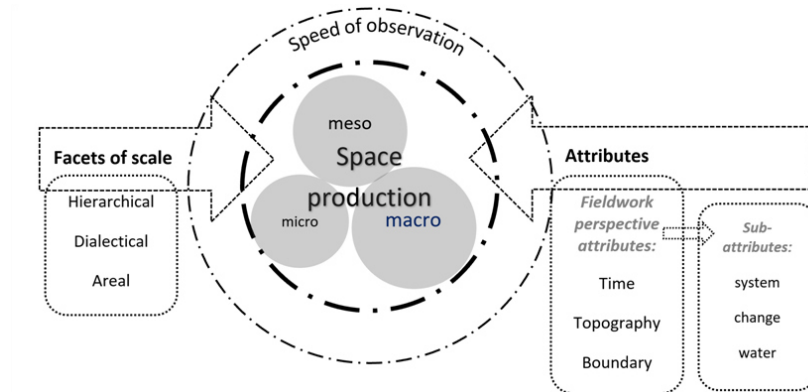 Speed of observation
meso
Space
production
micro
macro
Facets of scale
Hierarchical
Dialectical
Areal
Attributes
Fieldwork
perspective
attributes:
Time
Topography
Boundary
Sub-
attributes:
system
change
water